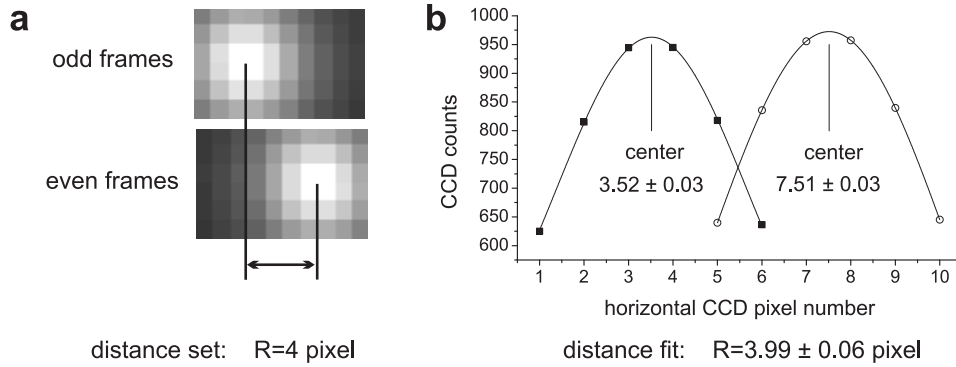 a
odd frames
even frames
distance set: R=4 pixel
b
CCD counts
1000
950
900
850
800
750
700
650
600
center
3.52 ± 0.03
center
7.51 ± 0.03
1 2 3 4 5 6 7 8 9 10
horizontal CCD pixel number
distance fit: R=3.99 ± 0.06 pixel